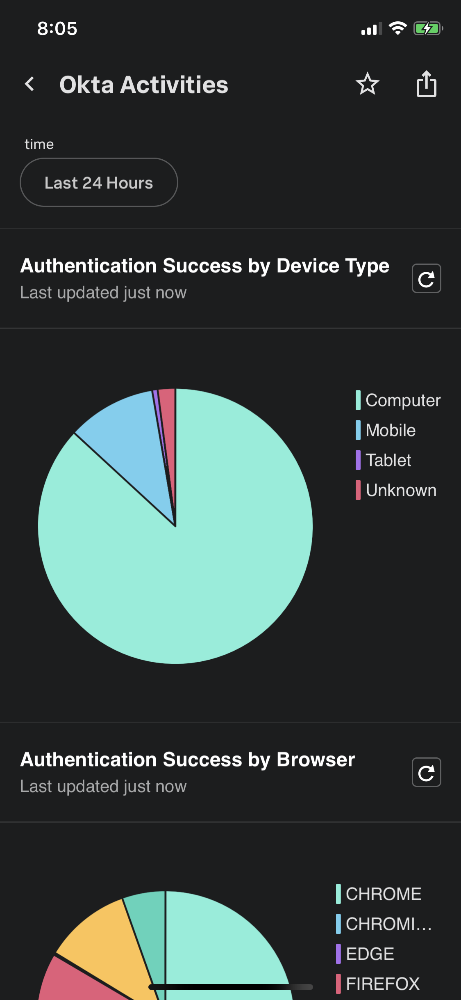 8:05
Okta Activities
time
Last 24 Hours
Authentication Success by Device Type
Last updated just now
Computer
Mobile
Tablet
Unknown
Authentication Success by Browser
Last updated just now
CHROME
CHROMI...
EDGE
FIREFOX